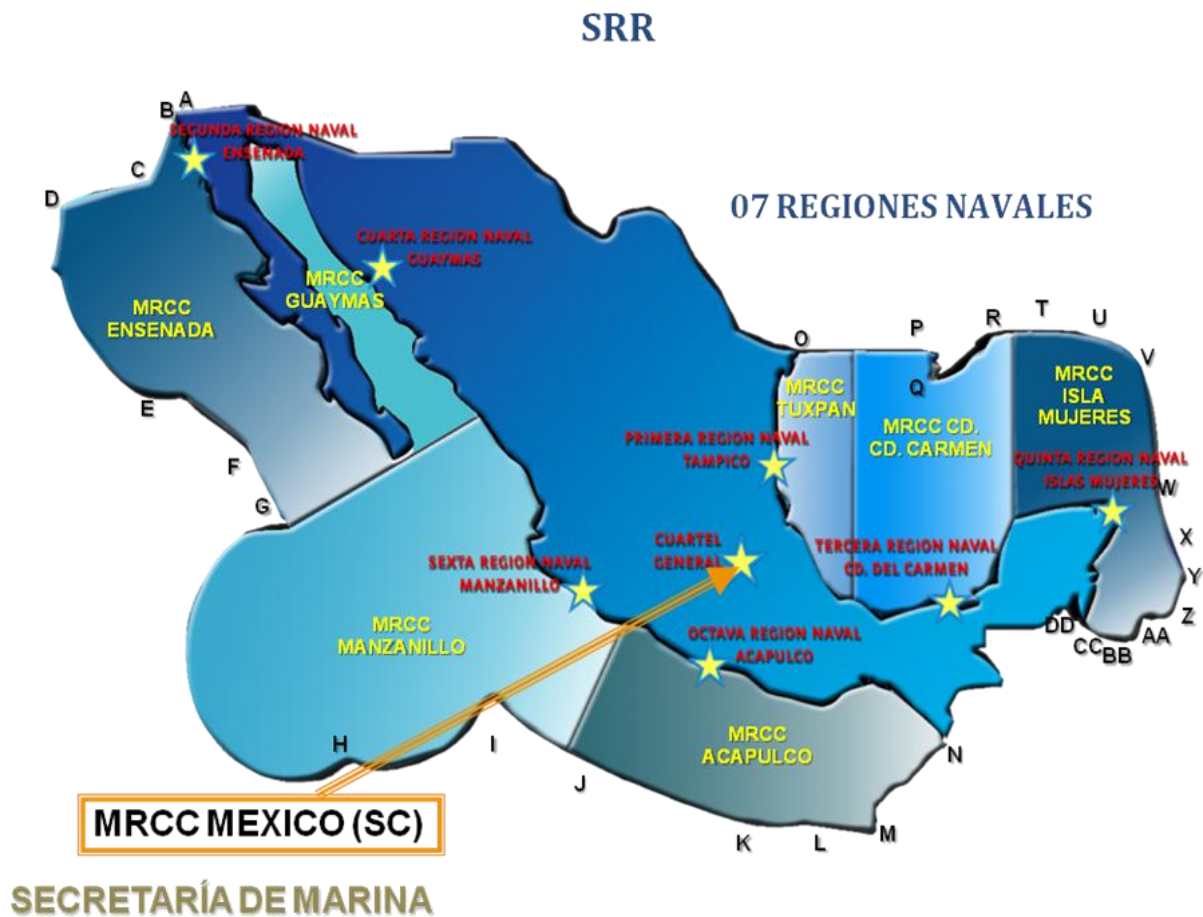 SRR
07 REGIONES NAVALES
A
B
SEGUNDA REGION NAVAL
ENSENADA
C
D
CUARTA REGION NAVAL
GUAYMAS
MRCC
GUAYMAS
MRCC
ENSENADA
E
F
G
O
P
Q
R
T
U
V
MRCC
TUXPAN
MRCC CD.
CD. CARMEN
MRCC
ISLA
MUJERES
PRIMERA REGION NAVAL
TAMPICO
QUINTA REGION NAVAL
ISLAS MUJERES
W
X
Y
Z
AA
BB
CC
DD
CUARTEL
GENERAL
TERCERA REGION NAVAL
CD. DEL CARMEN
SEXTA REGION NAVAL
MANZANILLO
MRCC
MANZANILLO
OCTAVA REGION NAVAL
ACAPULCO
MRCC
ACAPULCO
H
I
J
K
L
M
N
MRCC MEXICO (SC)
SECRETARÍA DE MARINA